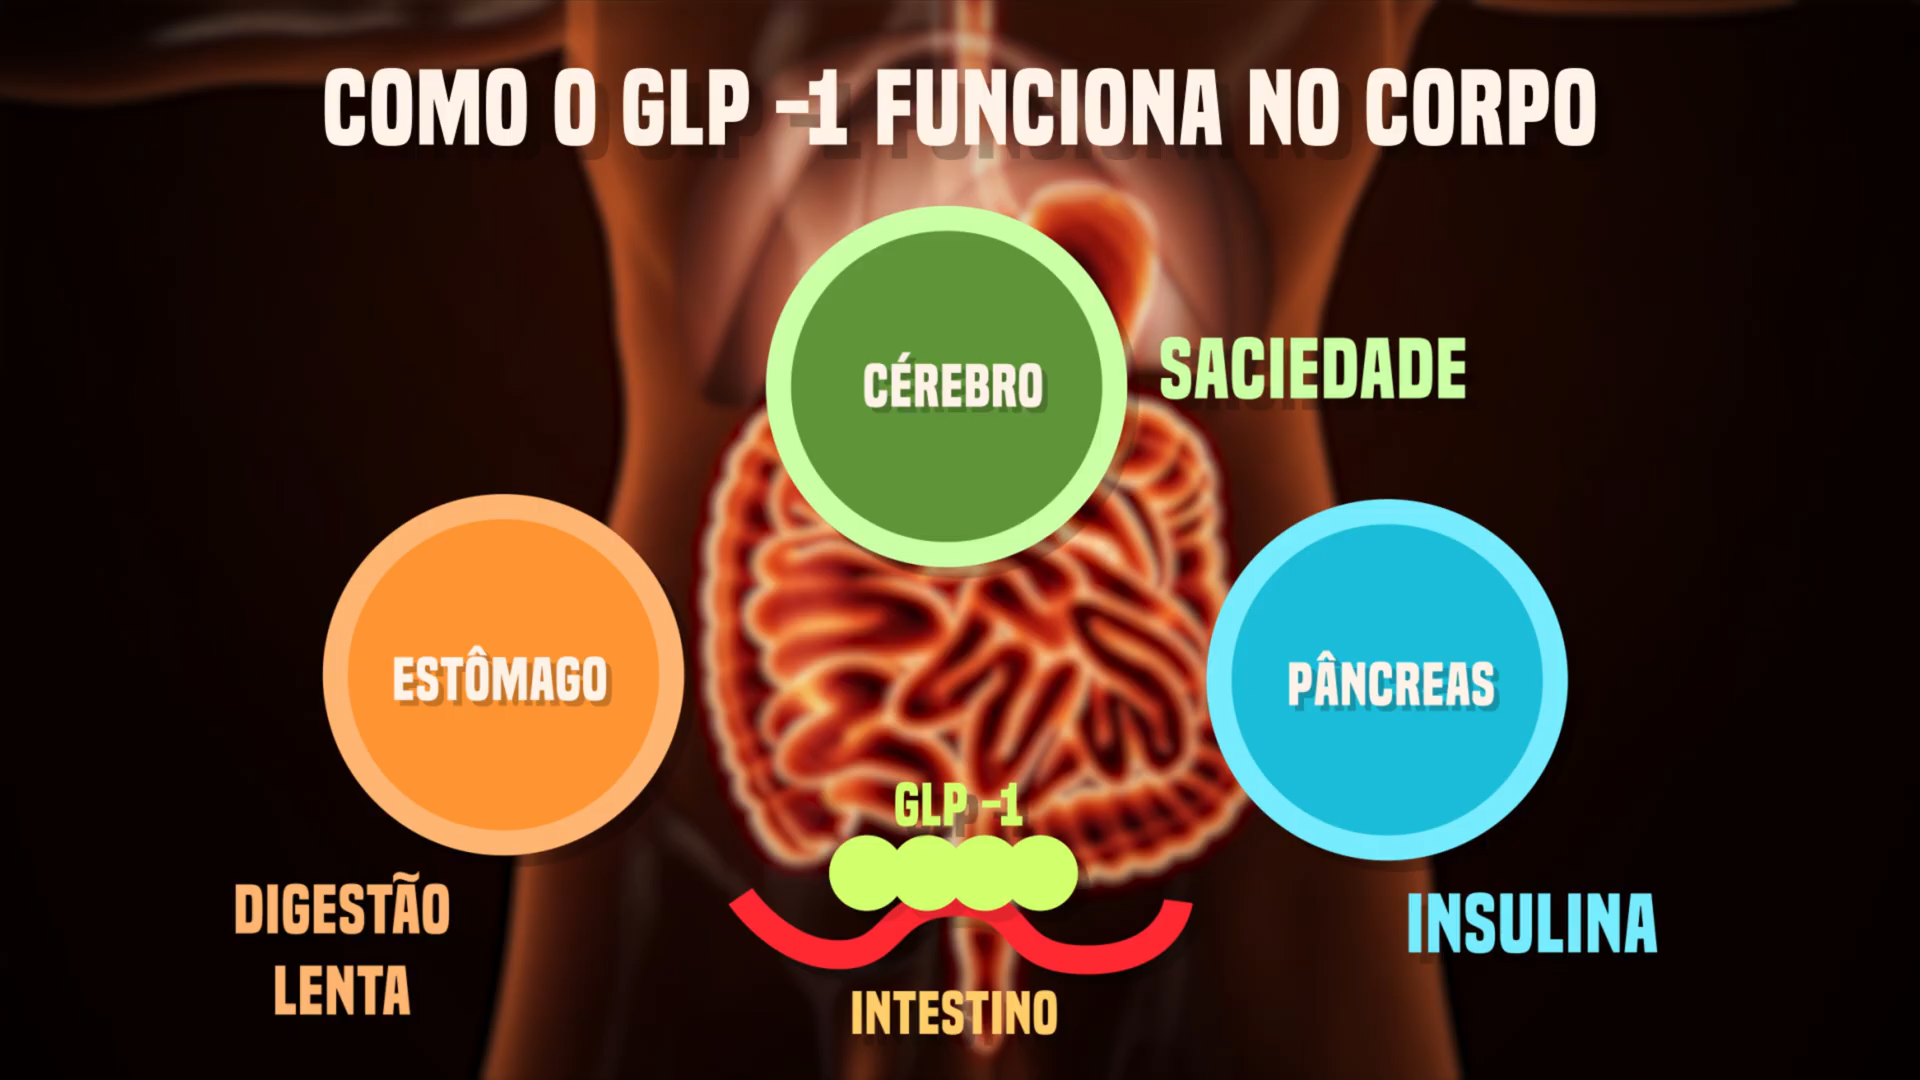 COMO O GLP -1 FUNCIONA NO CORPO
CÉREBRO
SACIEDADE
ESTÔMAGO
PÂNCREAS
GLP -1
DIGESTÃO
LENTA
INSULINA
INTESTINO